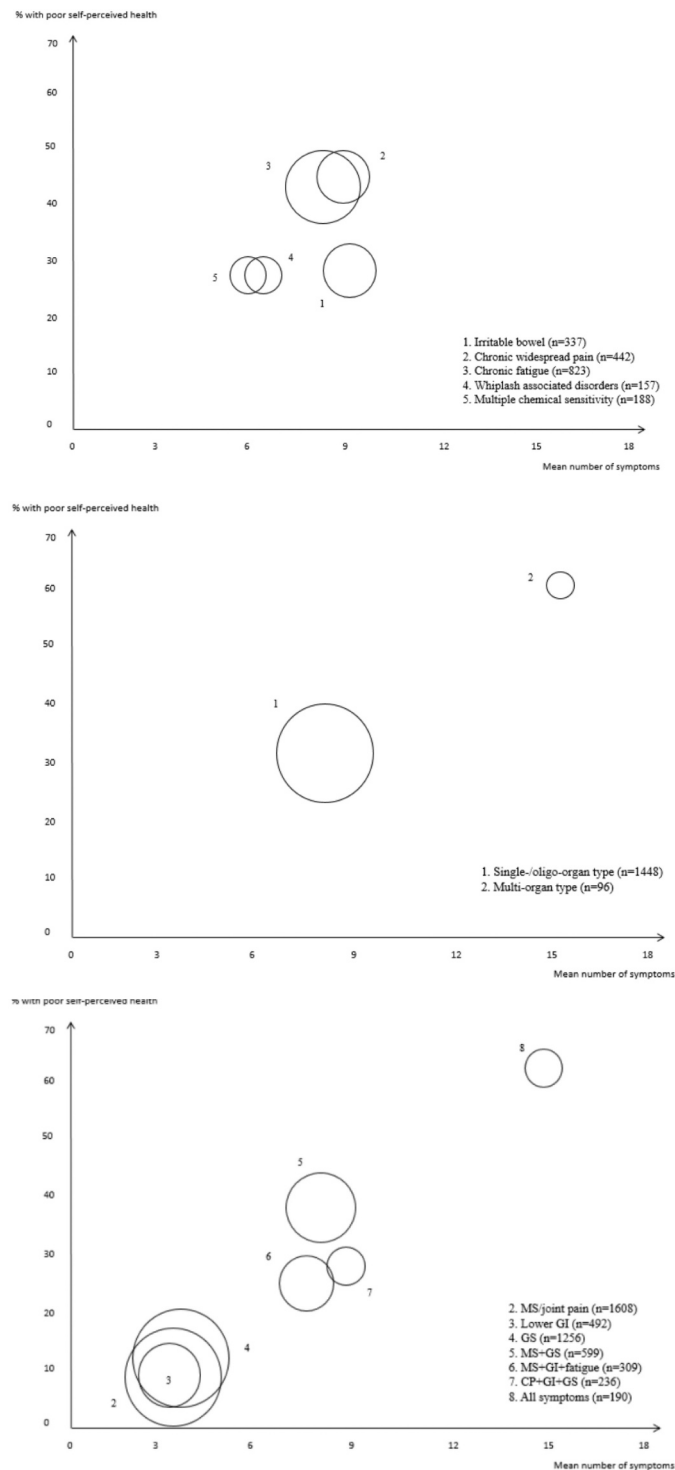 % with poor self-perceived health
70
60
50
40
30
20
10
0
3
2
4
5
1
1. Irritable bowel (n=337)
2. Chronic widespread pain (n=442)
3. Chronic fatigue (n=823)
4. Whiplash associated disorders (n=157)
5. Multiple chemical sensitivity (n=188)
0 3 6 9 12 15 18
Mean number of symptoms
% with poor self-perceived health
70
60
50
40
30
20
10
0
2
1
1. Single-/oligo-organ type (n=1448)
2. Multi-organ type (n=96)
0 3 6 9 12 15 18
Mean number of symptoms
% with poor self-perceived health
70
60
50
40
30
20
10
0
8
5
6
7
4
3
2
2. MS/joint pain (n=1608)
3. Lower GI (n=492)
4. GS (n=1256)
5. MS+GS (n=599)
6. MS+GI+fatigue (n=309)
7. CP+GI+GS (n=236)
8. All symptoms (n=190)
0 3 6 9 12 15 18
Mean number of symptoms